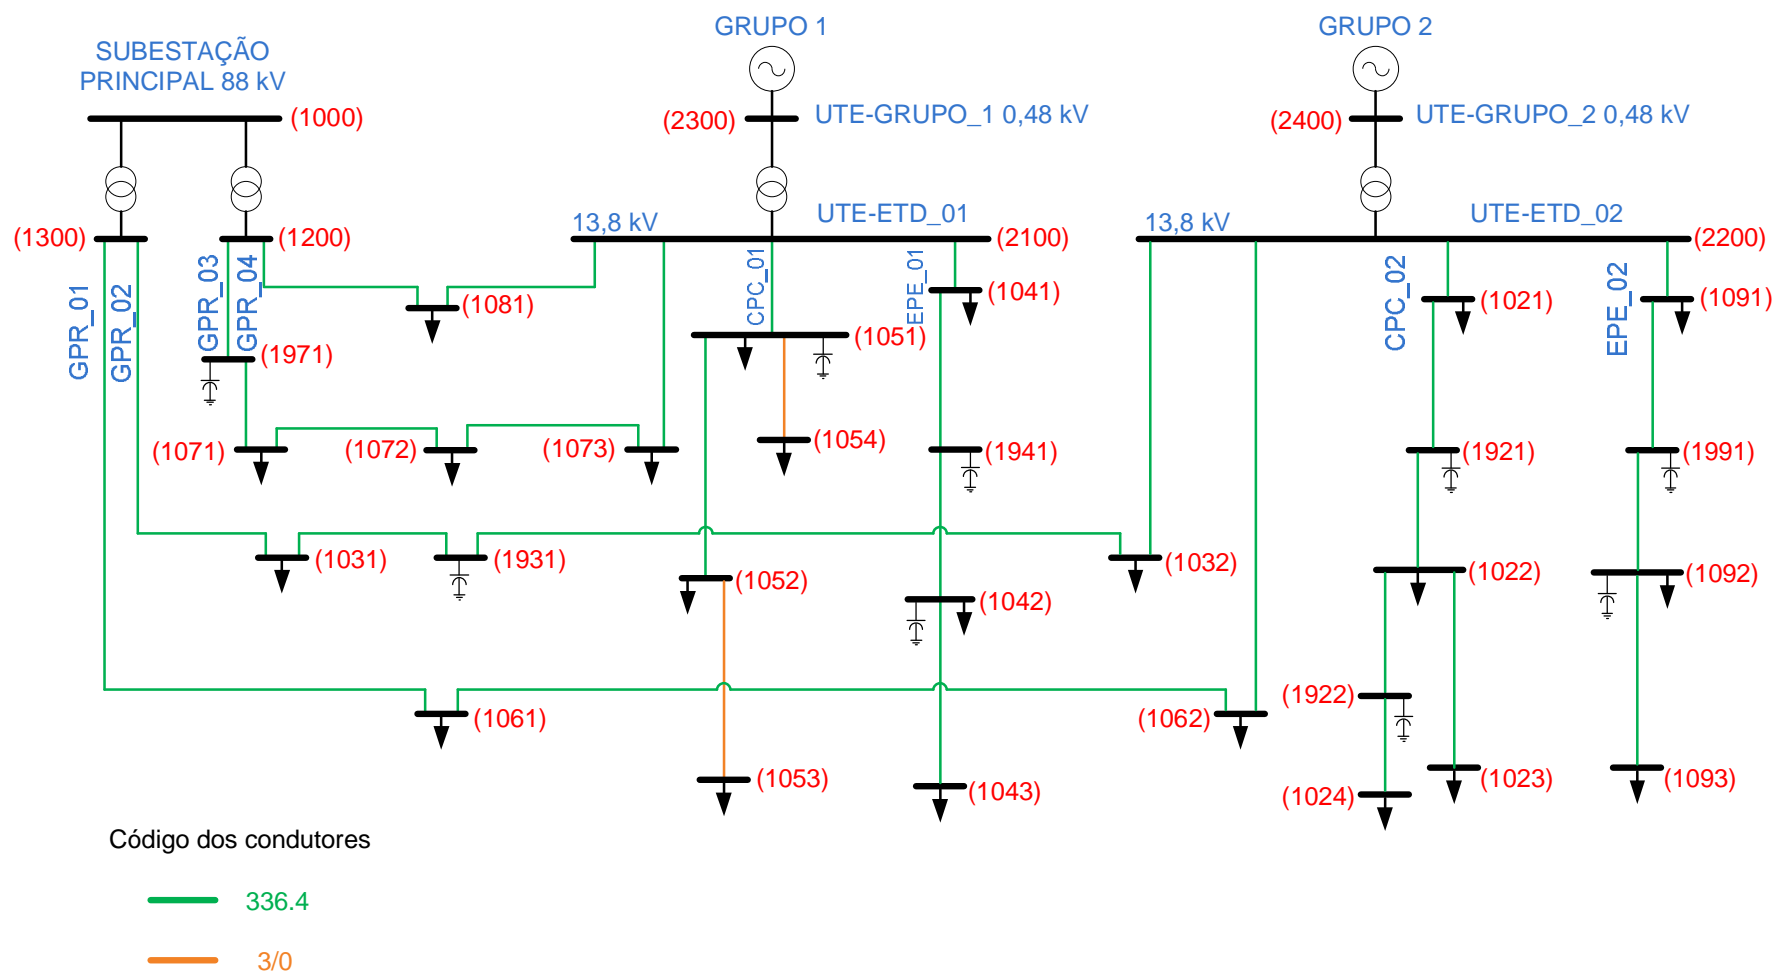 GRUPO 1
GRUPO 2
SUBESTAÇÃO
PRINCIPAL 88 kV
(1000)
(2300)
UTE-GRUPO_1 0,48 kV
(2400)
UTE-GRUPO_2 0,48 kV
13,8 kV
UTE-ETD_01
13,8 kV
UTE-ETD_02
(1300)
(1200)
(2100)
(2200)
GPR_01
GPR_02
GPR_03
GPR_04
CPC_01
EPE_01
CPC_02
EPE_02
(1081)
(1041)
(1021)
(1091)
(1971)
(1051)
(1071)
(1072)
(1073)
(1054)
(1941)
(1921)
(1991)
(1031)
(1931)
(1032)
(1052)
(1042)
(1022)
(1092)
(1061)
(1062)
(1922)
(1053)
(1043)
(1024)
(1023)
(1093)
Código dos condutores
336.4
3/0